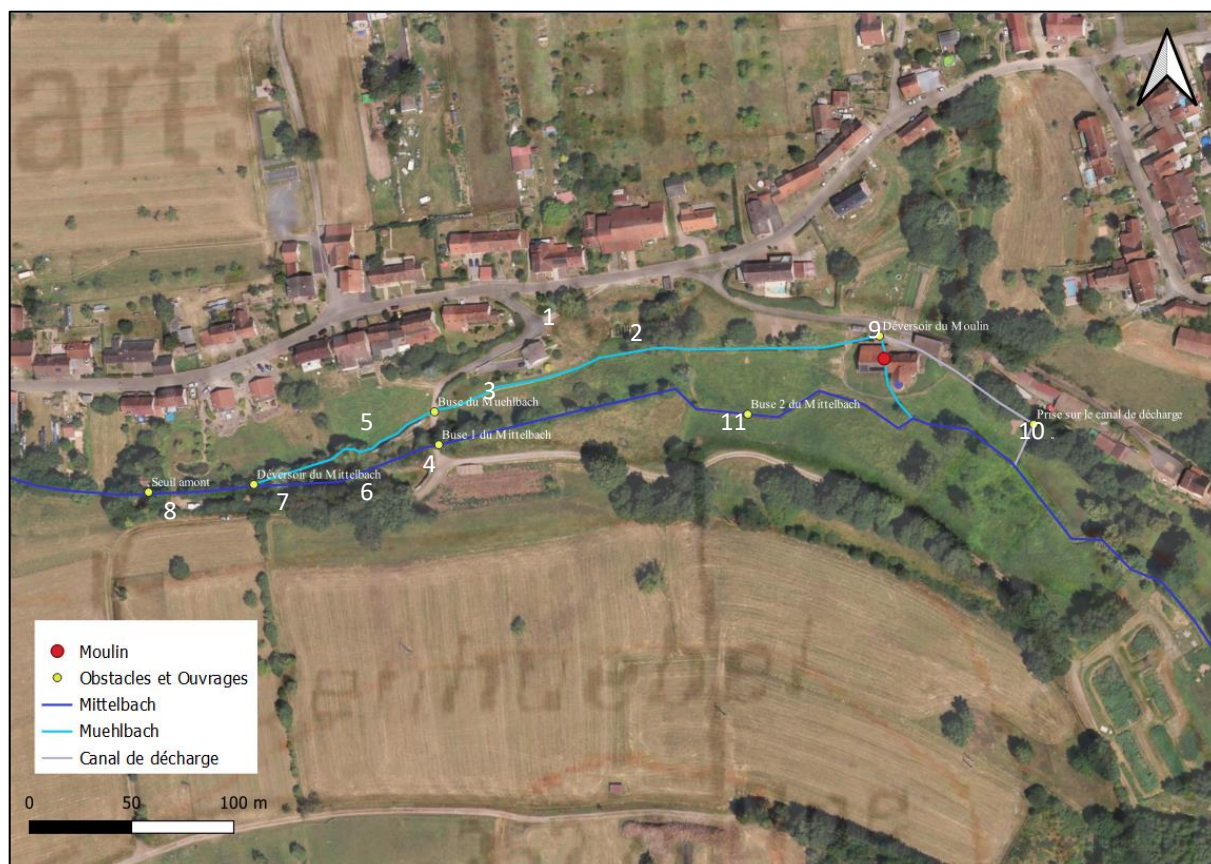 arts
1
2
9
Déversoir du Moulin
3
Buse du Muehlbach
5
Buse 2 du Mittelbach
11
Prise sur le canal de décharge
10
Buse 1 du Mittelbach
4
Déversoir du Mittelbach
Seuil amont
6
7
8
Moulin
Obstacles et Ouvrages
Mittelbach
Muehlbach
Canal de décharge
0 50 100 m